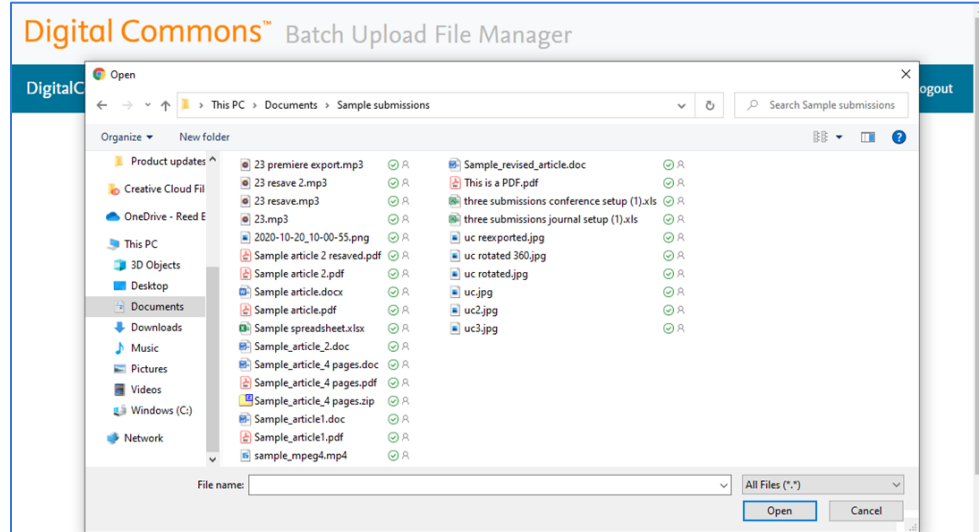 Digital Commons™ Batch Upload File Manager
DigitalC
ogout
Open
This PC > Documents > Sample submissions
Search Sample submissions
Organize
New folder
Product updates
Creative Cloud Fil
OneDrive - Reed E
This PC
3D Objects
Desktop
Documents
Downloads
Music
Pictures
Videos
Windows (C:)
Network
23 premiere export.mp3
23 resave 2.mp3
23 resave.mp3
23.mp3
2020-10-20_10-00-55.png
Sample article 2 resaved.pdf
Sample article 2.pdf
Sample article.docx
Sample article.pdf
Sample spreadsheet.xlsx
Sample_article_2.doc
Sample_article_4 pages.doc
Sample_article_4 pages.pdf
Sample_article_4 pages.zip
Sample_article1.doc
Sample_article1.pdf
sample_mpeg4.mp4
Sample_revised_article.doc
This is a PDF.pdf
three submissions conference setup (1).xls
three submissions journal setup (1).xls
uc reexported.jpg
uc rotated 360.jpg
uc rotated.jpg
uc.jpg
uc2.jpg
uc3.jpg
File name:
All Files (*.*)
Open
Cancel